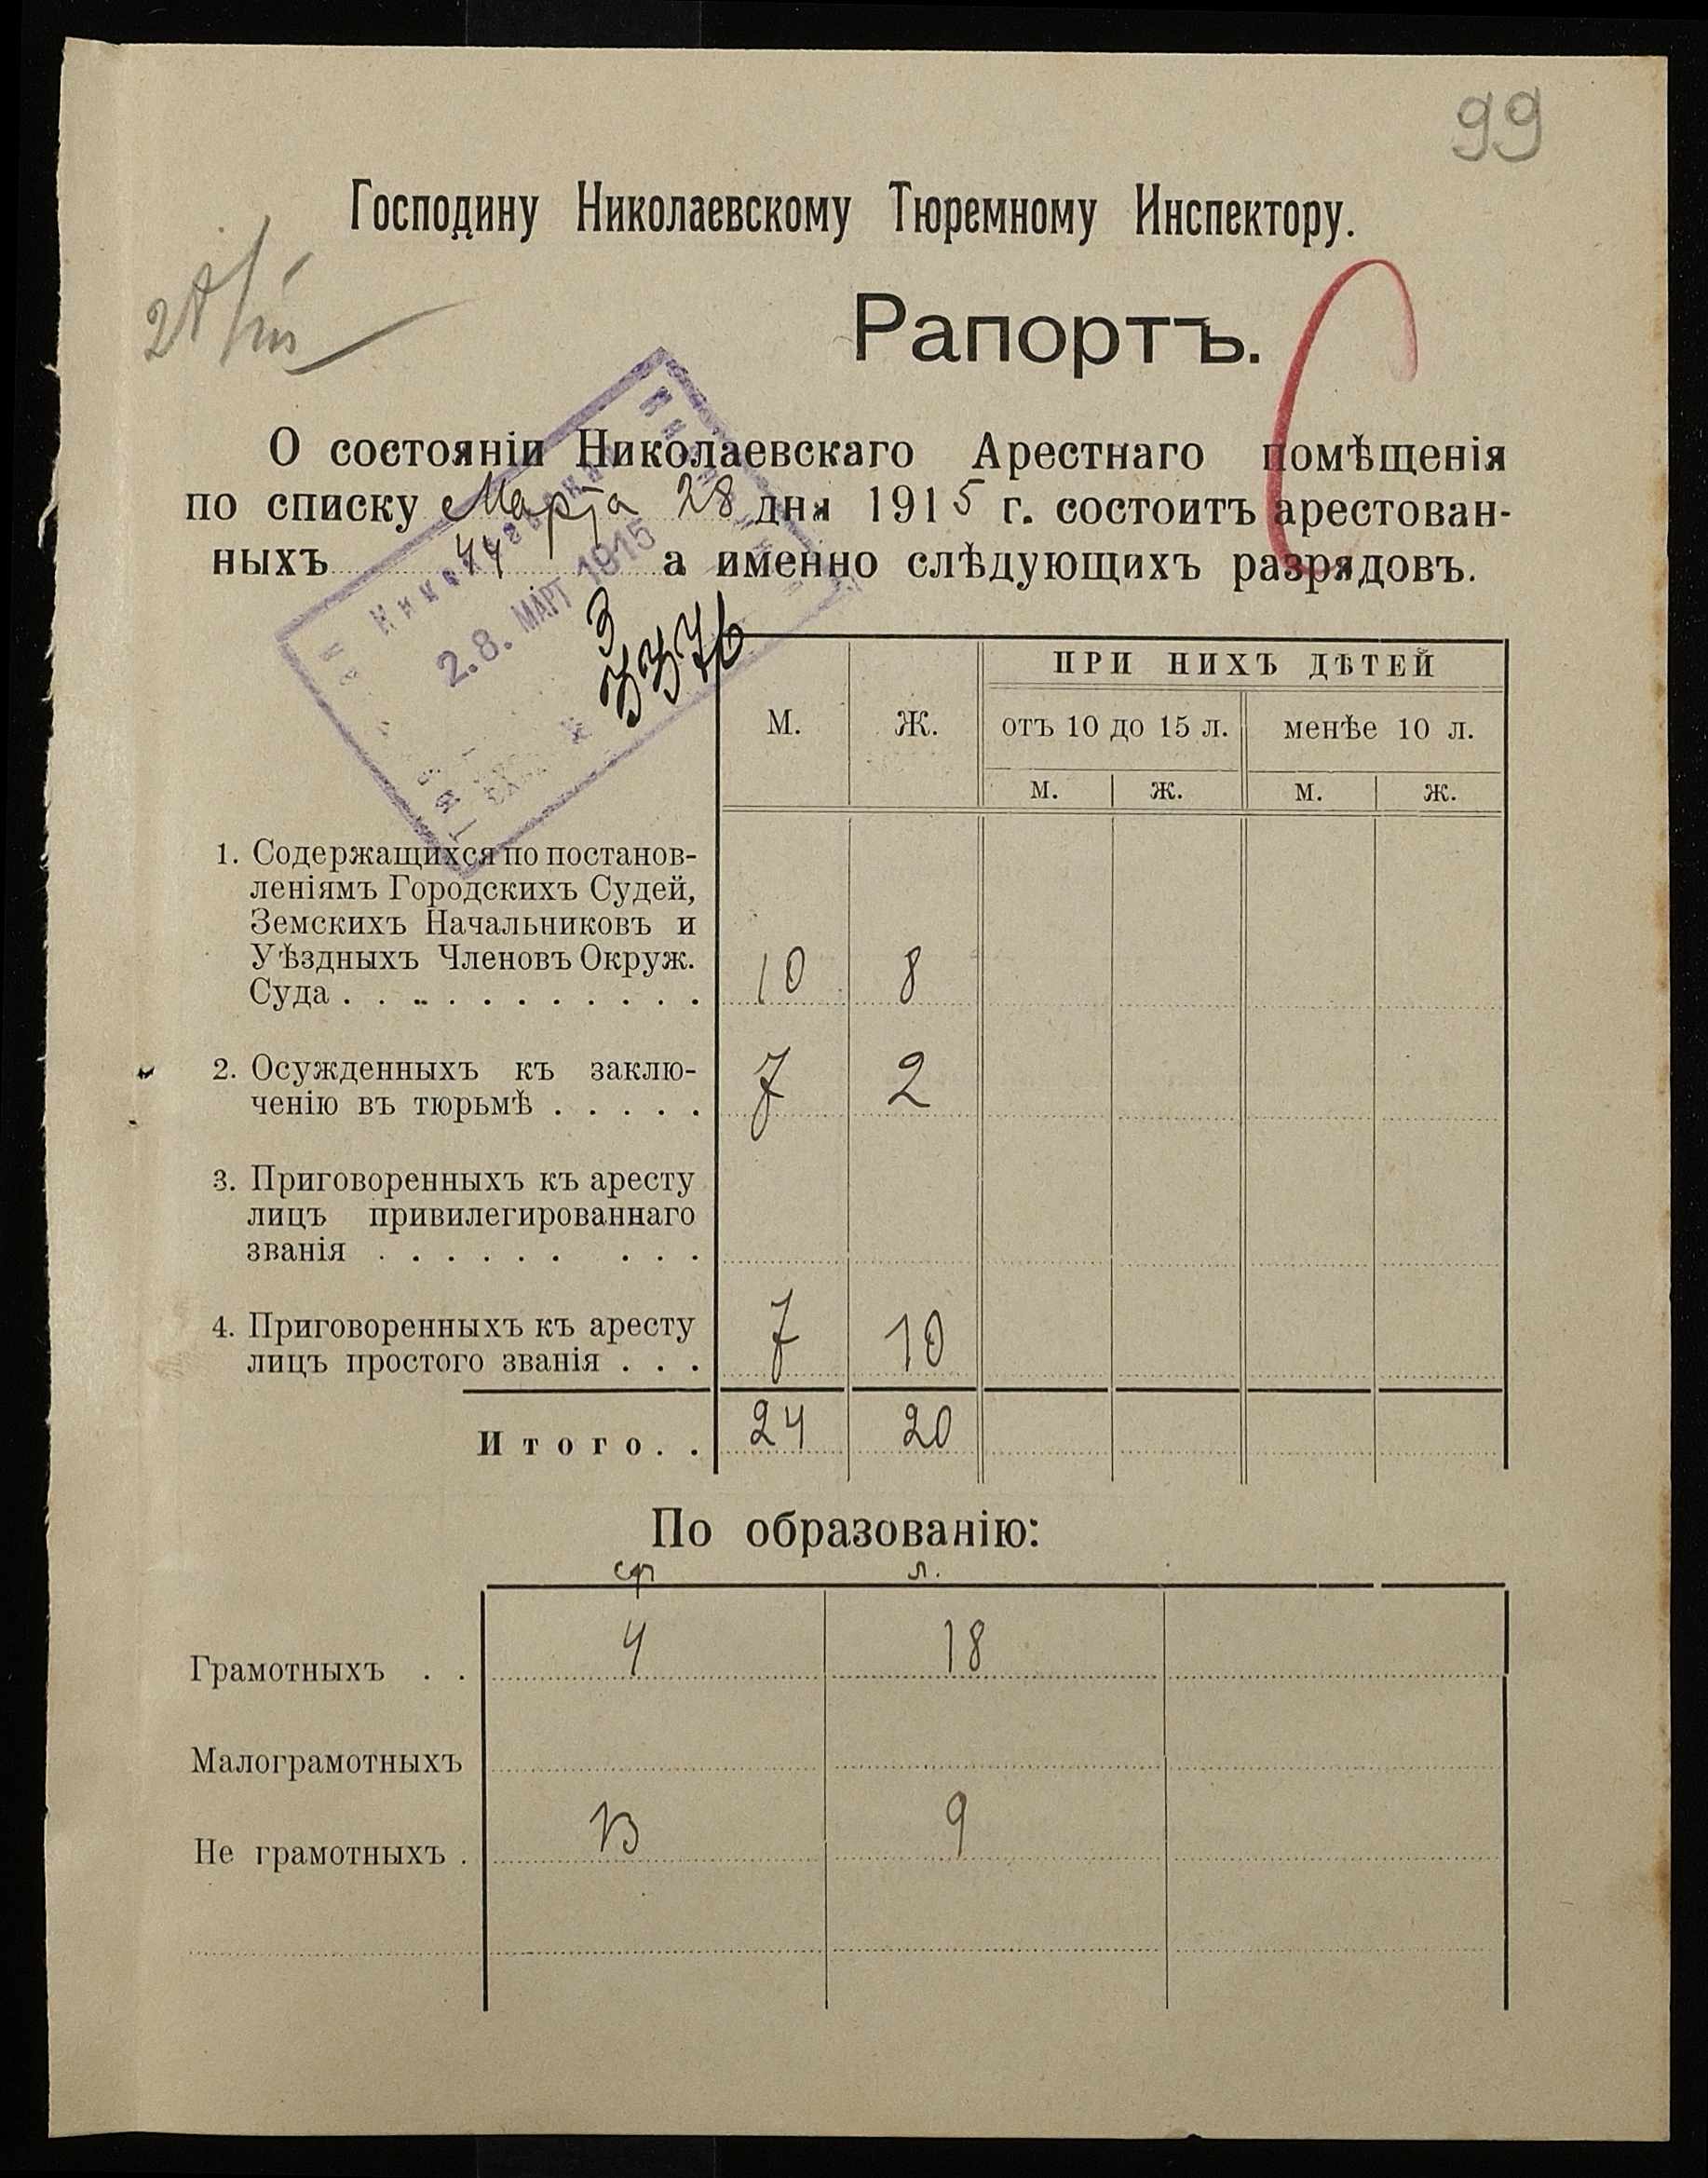 99
Господину Николаевскому Тюремному Инспектору.
Рапортъ.
О состоянiи Николаевскаго Арестнаго помѣщенiя
по списку Марта 28 дня 1915 г. состоитъ арестован-
ныхъ 44 а именно слѣдующихъ разрядовъ.
28. МАРТ 1915
3376
М. Ж. ПРИ НИХЪ ДѢТЕЙ
отъ 10 до 15 л. менѣе 10 л.
м. ж. м. ж.
1. Содержащихся по постанов-
ленiямъ Городскихъ Судей,
Земскихъ Начальниковъ и
Уѣздныхъ Членовъ Окруж.
Суда . . . . . . . . . . . 10 8
2. Осужденныхъ къ заклю-
ченiю въ тюрьмѣ . . . . . 7 2
3. Приговоренныхъ къ аресту
лицъ привилегированнаго
званiя . . . . . . . . .
4. Приговоренныхъ къ аресту
лицъ простого званiя . . . 7 10
Итого. . 24 20
По образованiю:
ср л.
Грамотныхъ . . 4 18
Малограмотныхъ
Не грамотныхъ . 13 9